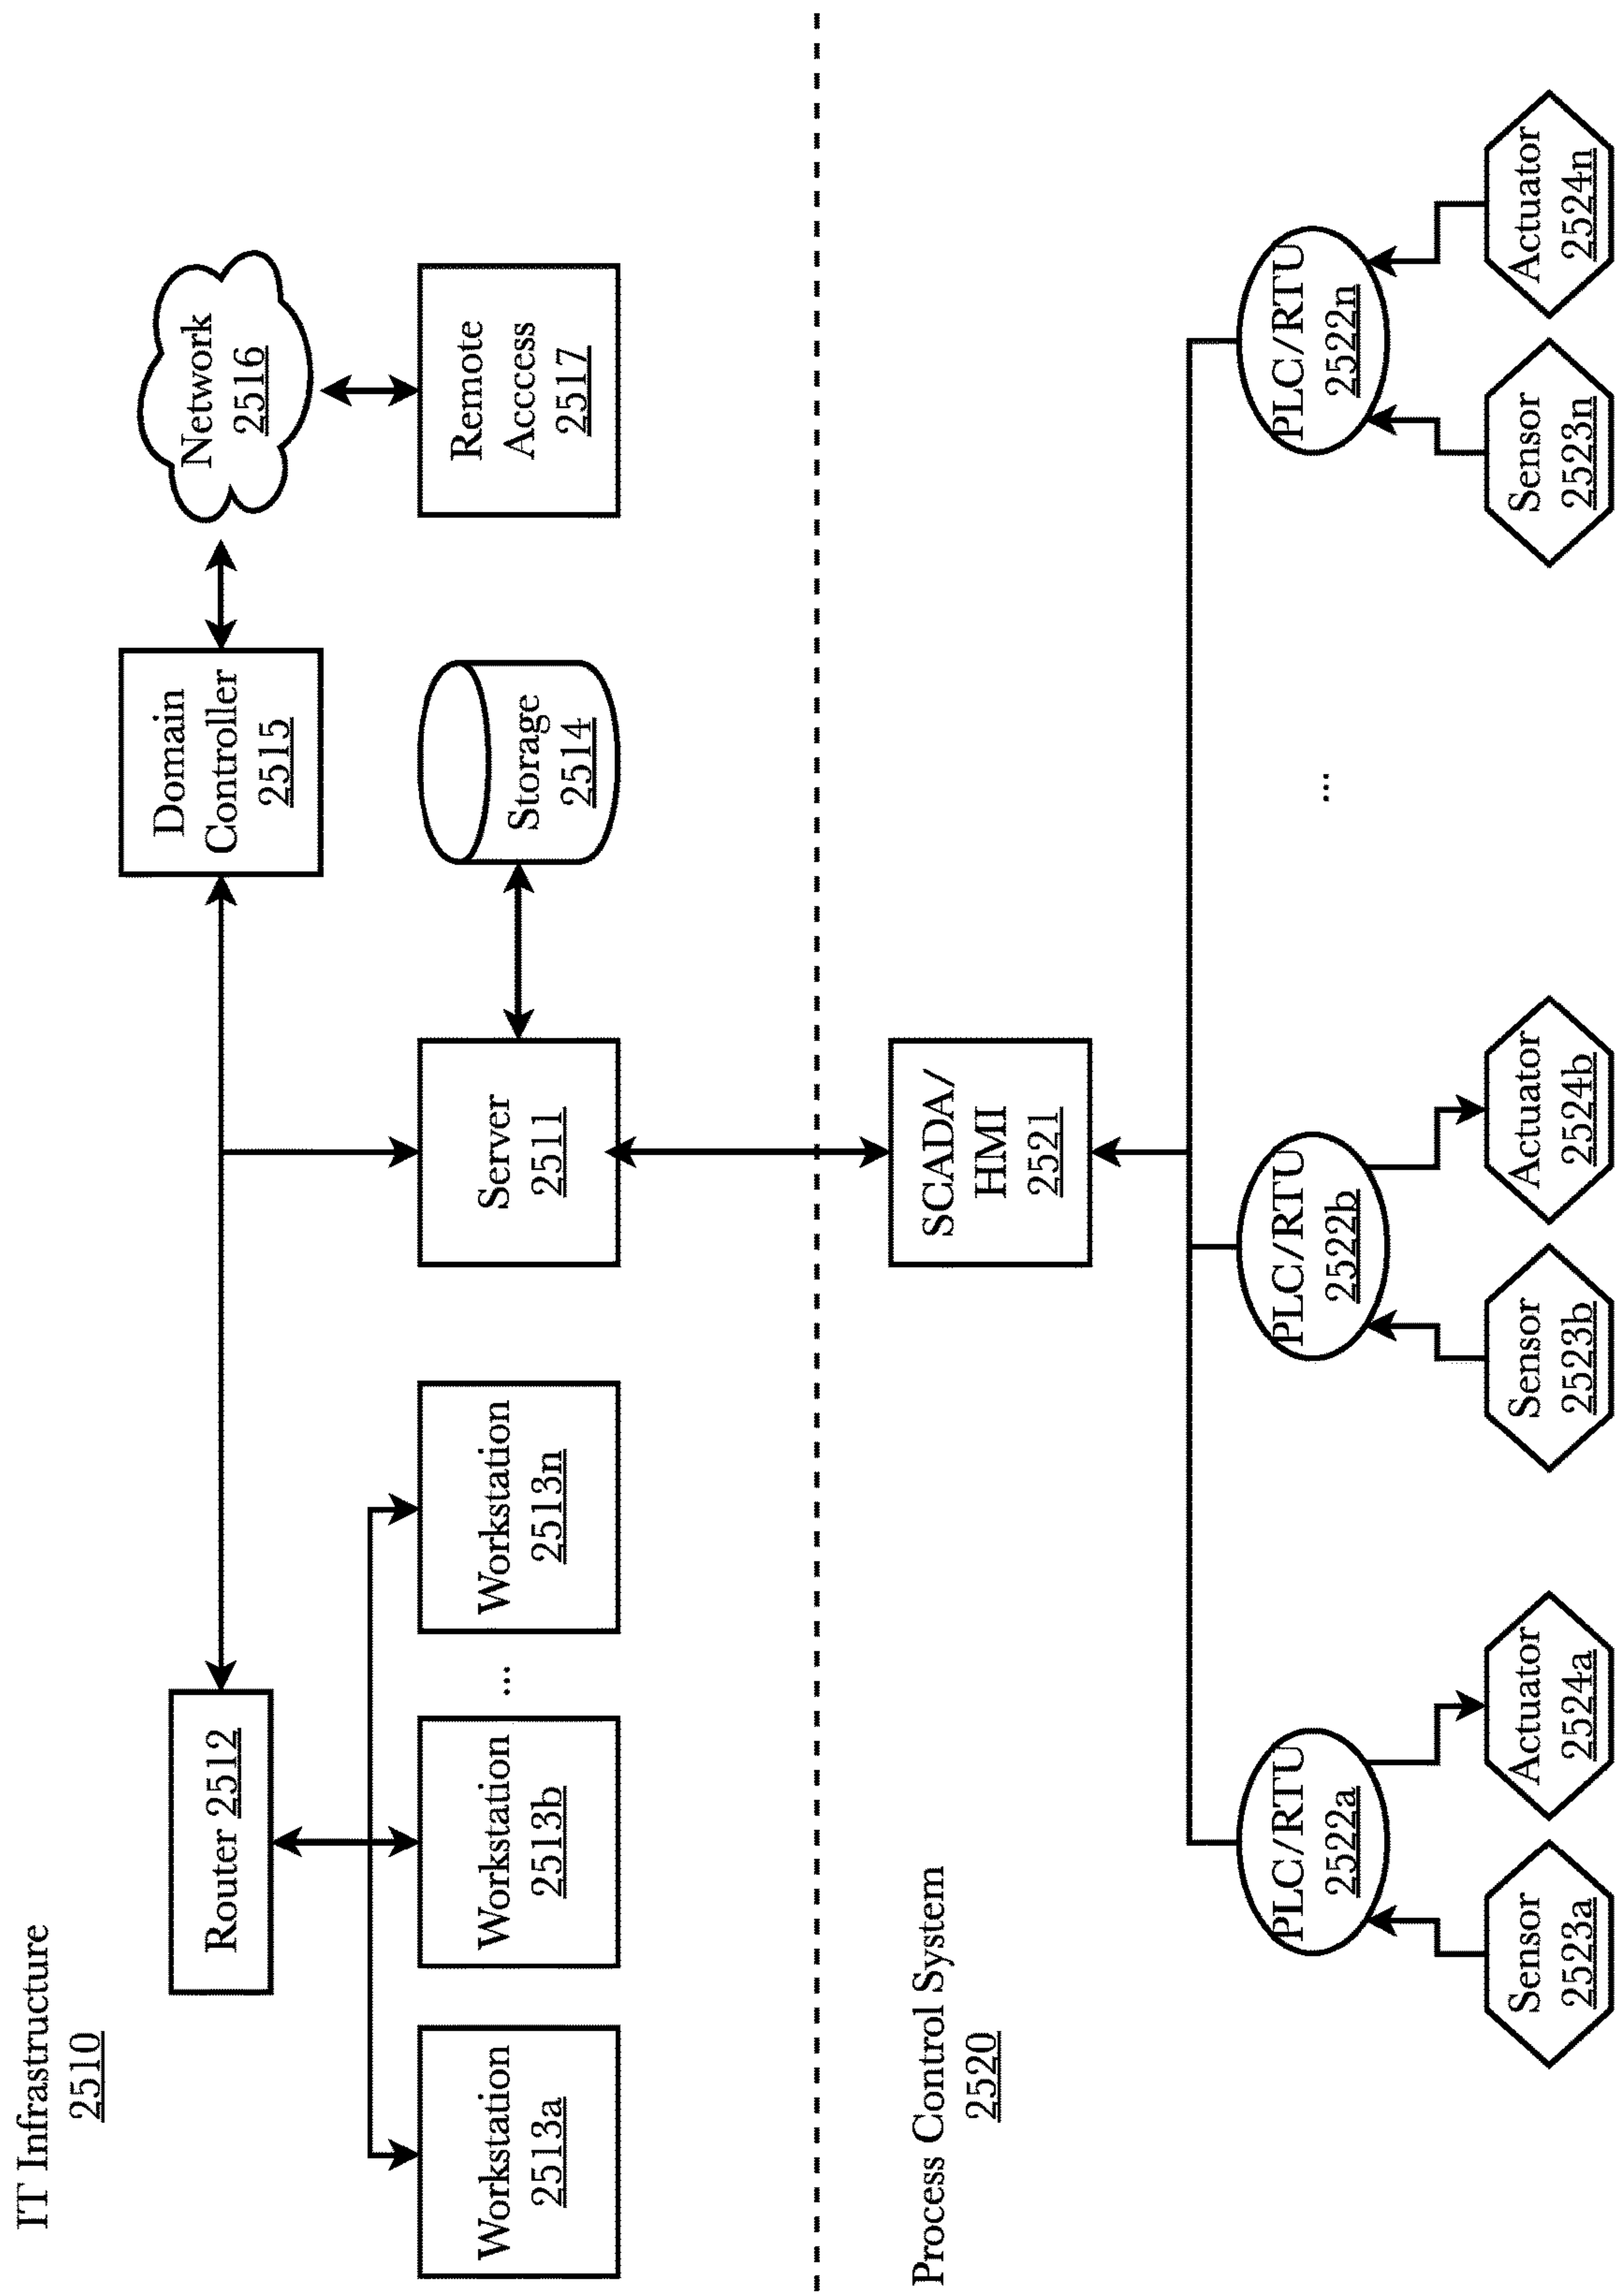 IT Infrastructure
2510
Router 2512
Domain
Controller
2515
Network
2516
Workstation
2513a
Workstation
2513b
...
Workstation
2513n
Server
2511
Storage
2514
Remote
Access
2517
Process Control System
2520
SCADA/
HMI
2521
PLC/RTU
2522a
PLC/RTU
2522b
...
PLC/RTU
2522n
Sensor
2523a
Actuator
2524a
Sensor
2523b
Actuator
2524b
Sensor
2523n
Actuator
2524n